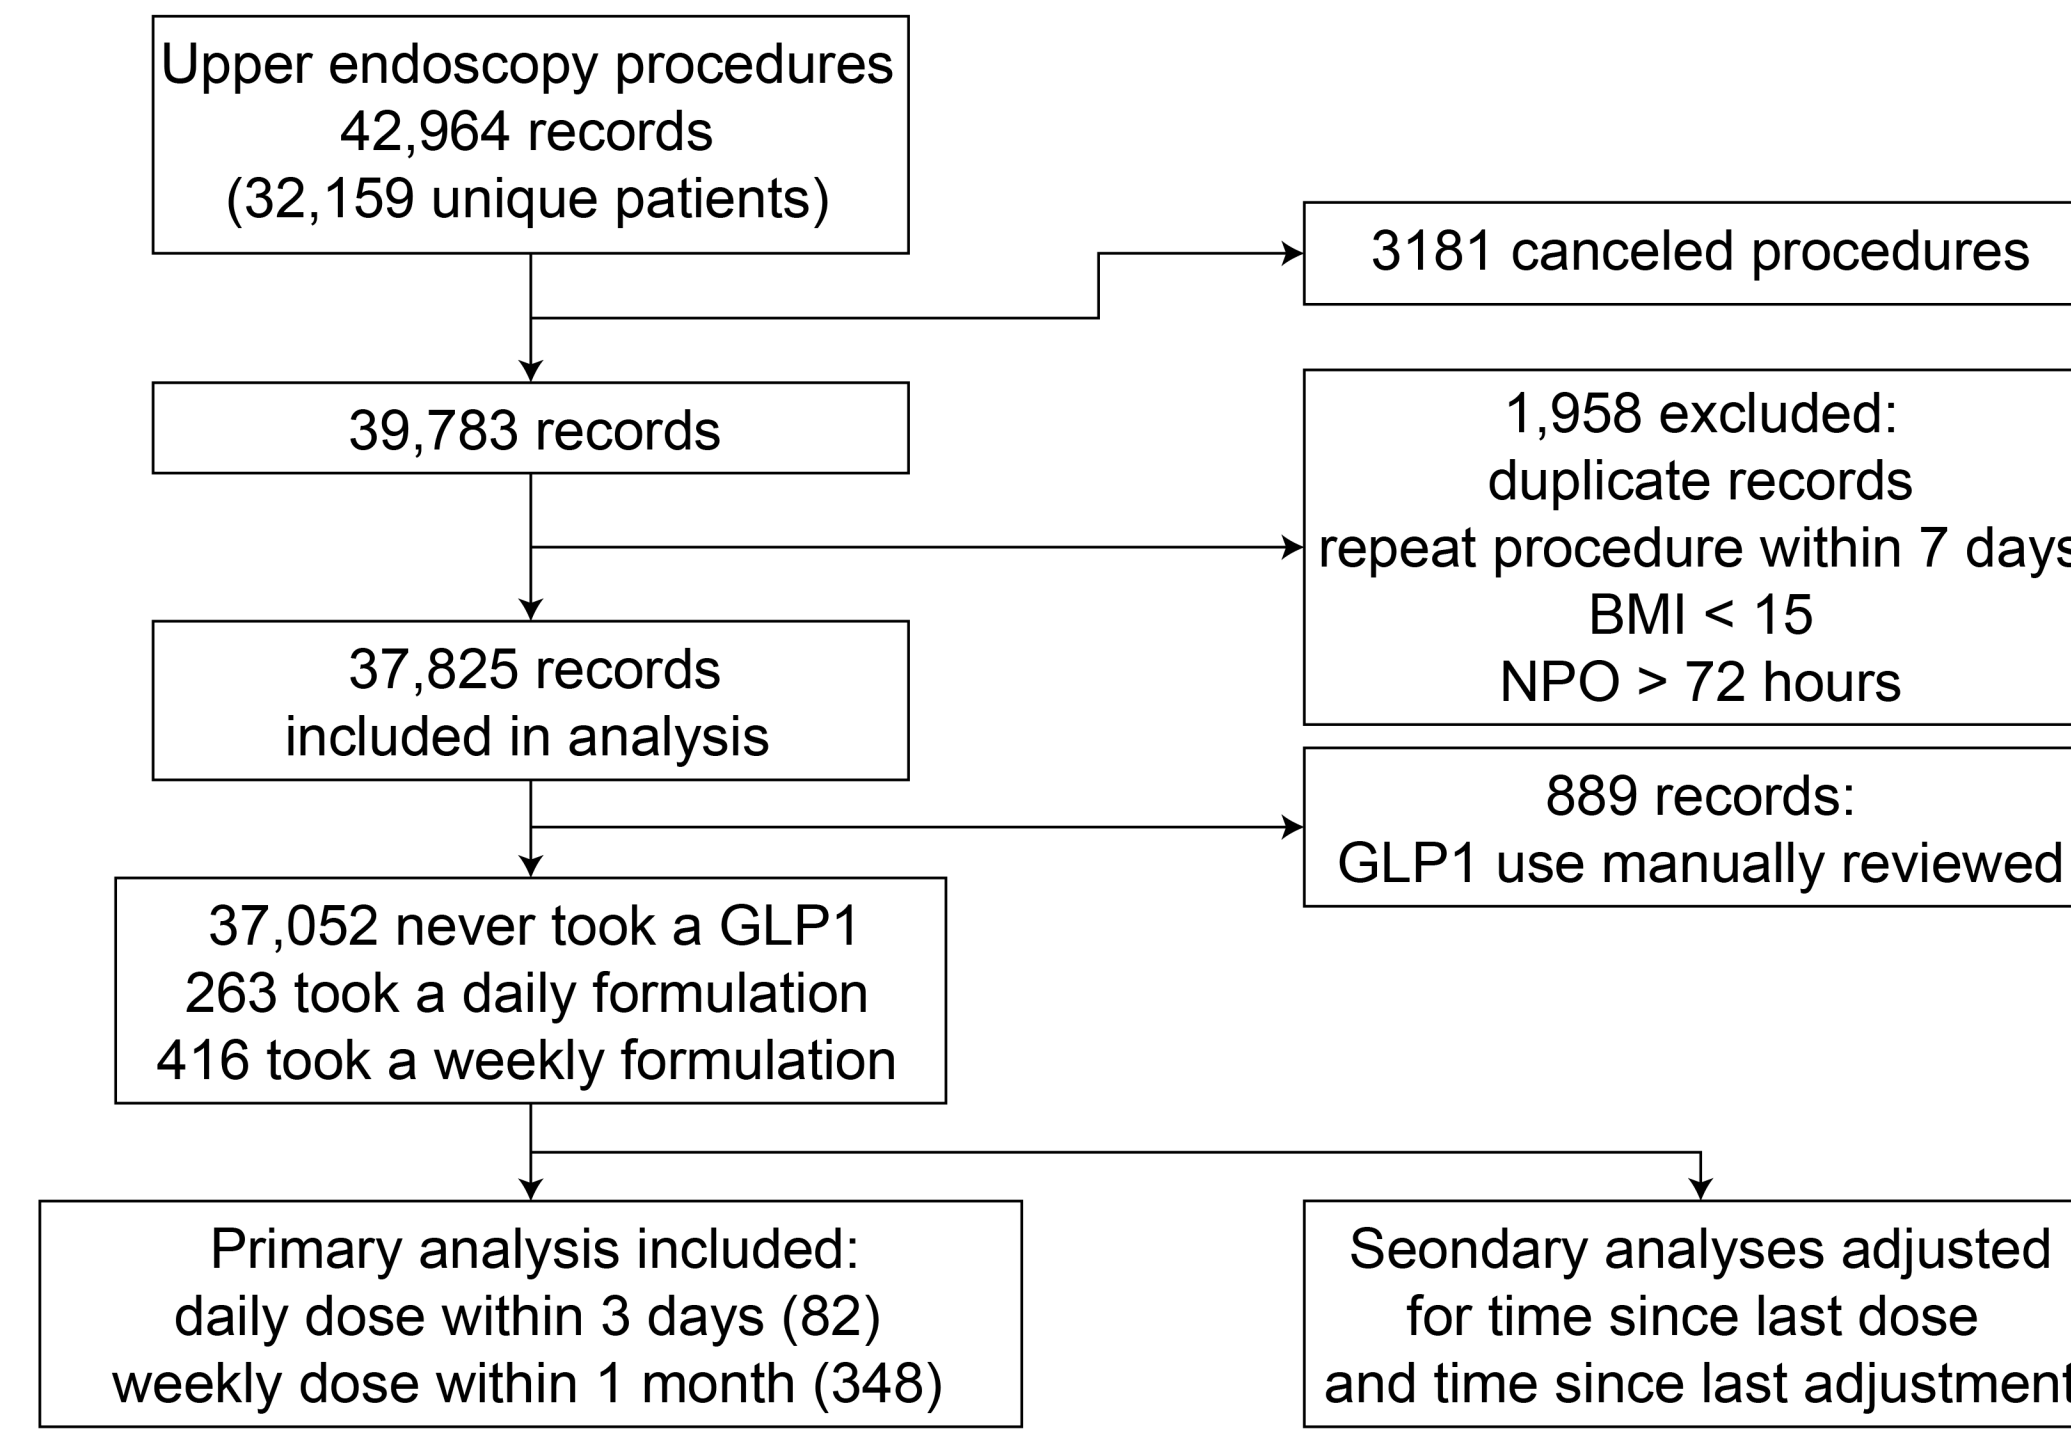 Upper endoscopy procedures
42,964 records
(32,159 unique patients)
3181 canceled procedures
39,783 records
1,958 excluded:
duplicate records
repeat procedure within 7 days
BMI < 15
NPO > 72 hours
37,825 records
included in analysis
889 records:
GLP1 use manually reviewed
37,052 never took a GLP1
263 took a daily formulation
416 took a weekly formulation
Primary analysis included:
daily dose within 3 days (82)
weekly dose within 1 month (348)
Seondary analyses adjusted
for time since last dose
and time since last adjustment